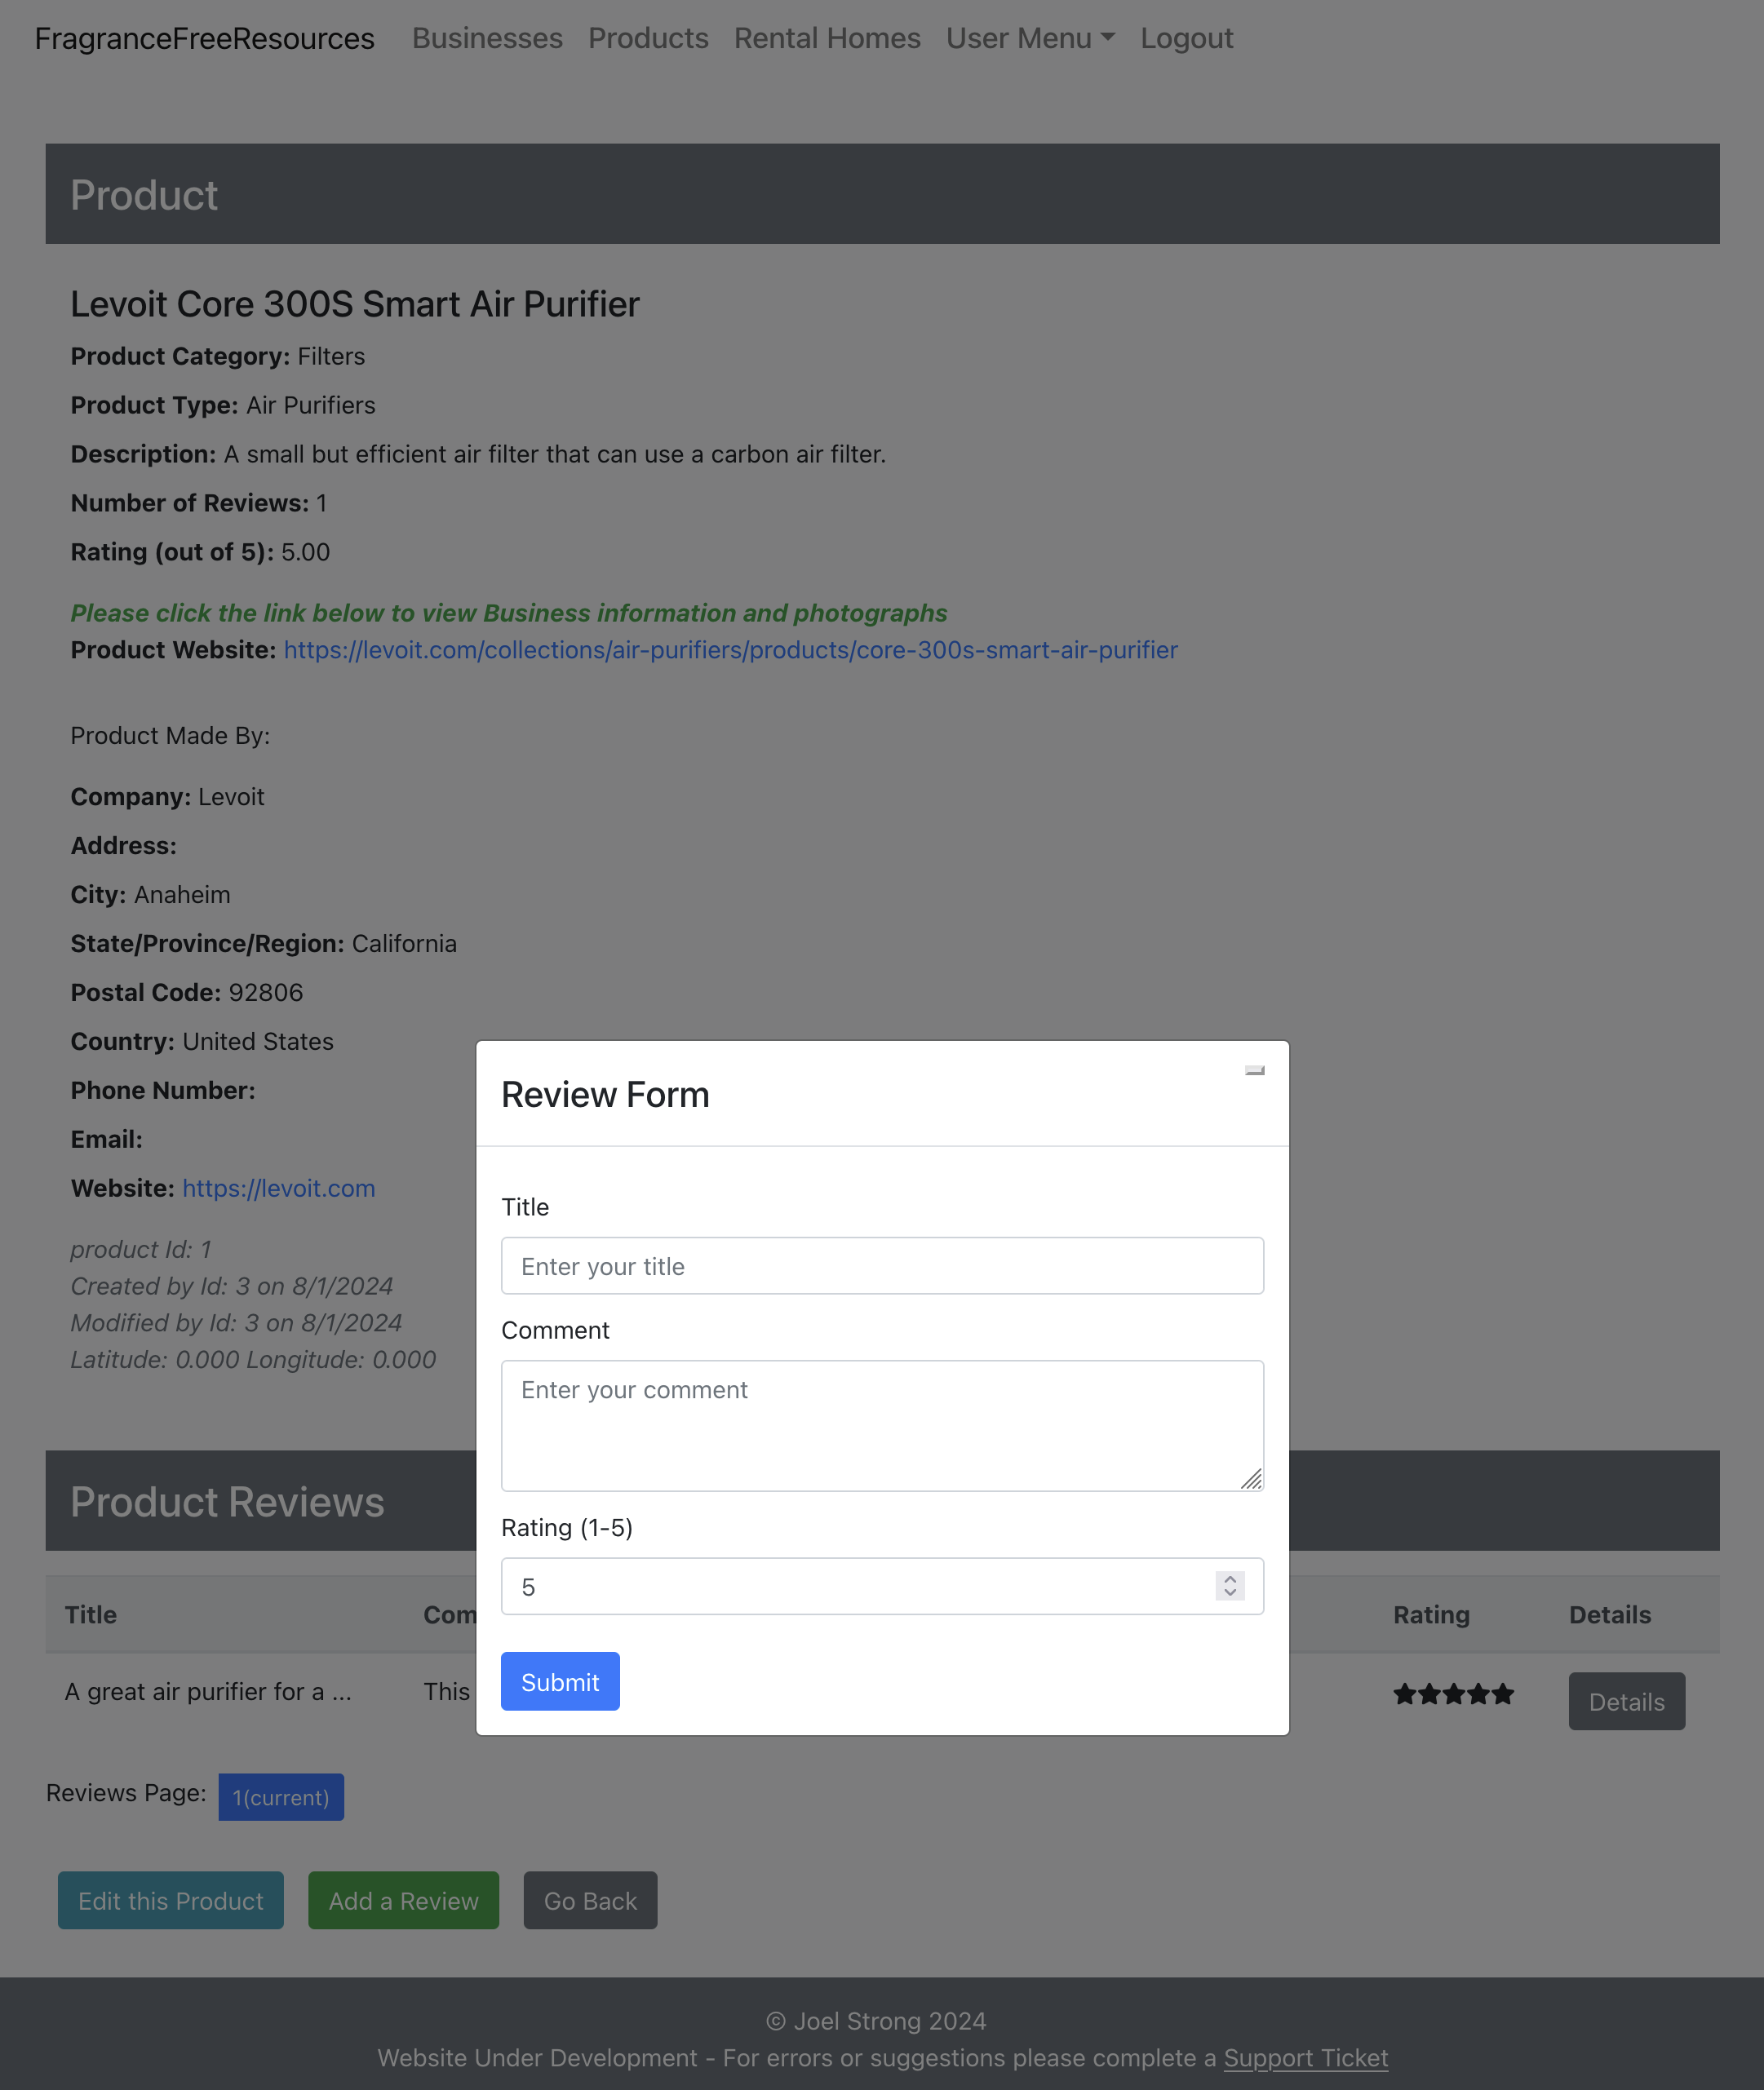 FragranceFreeResources Businesses Products Rental Homes User Menu Logout
Product
Levoit Core 300S Smart Air Purifier
Product Category: Filters
Product Type: Air Purifiers
Description: A small but efficient air filter that can use a carbon air filter.
Number of Reviews: 1
Rating (out of 5): 5.00
Please click the link below to view Business information and photographs
Product Website: https://levoit.com/collections/air-purifiers/products/core-300s-smart-air-purifier
Product Made By:
Company: Levoit
Address:
City: Anaheim
State/Province/Region: California
Postal Code: 92806
Country: United States
Phone Number:
Email:
Website: https://levoit.com
product Id: 1
Created by Id: 3 on 8/1/2024
Modified by Id: 3 on 8/1/2024
Latitude: 0.000 Longitude: 0.000
Review Form
Title
Enter your title
Comment
Enter your comment
Rating (1-5)
5
Submit
Product Reviews
Title Com Rating Details
A great air purifier for a ... This Details
Reviews Page: 1(current)
Edit this Product Add a Review Go Back
© Joel Strong 2024
Website Under Development - For errors or suggestions please complete a Support Ticket